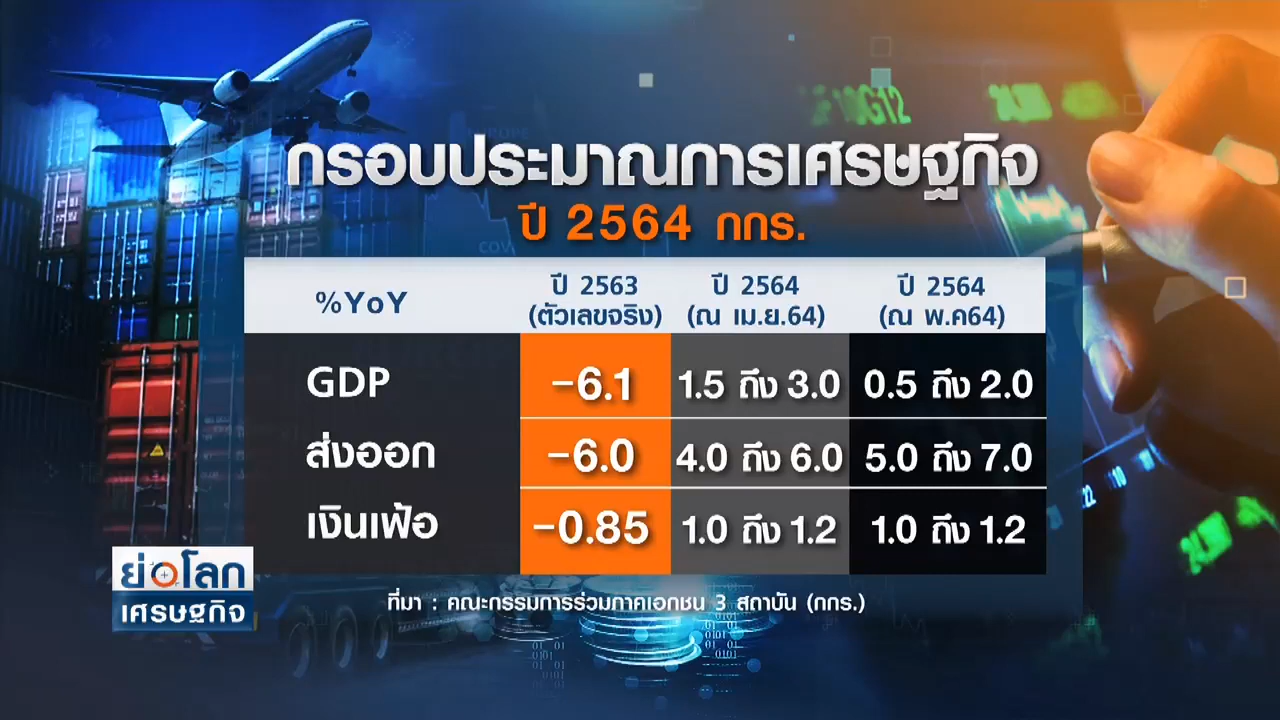 กรอบประมาณการเศรษฐกิจ
ปี 2564 กกร.
%YoY ปี 2563 (ตัวเลขจริง) ปี 2564 (ณ เม.ย.64) ปี 2564 (ณ พ.ค64)
GDP -6.1 1.5 ถึง 3.0 0.5 ถึง 2.0
ส่งออก -6.0 4.0 ถึง 6.0 5.0 ถึง 7.0
เงินเฟ้อ -0.85 1.0 ถึง 1.2 1.0 ถึง 1.2
ที่มา : คณะกรรมการร่วมภาคเอกชน 3 สถาบัน (กกร.)
ย่อโลก
เศรษฐกิจ